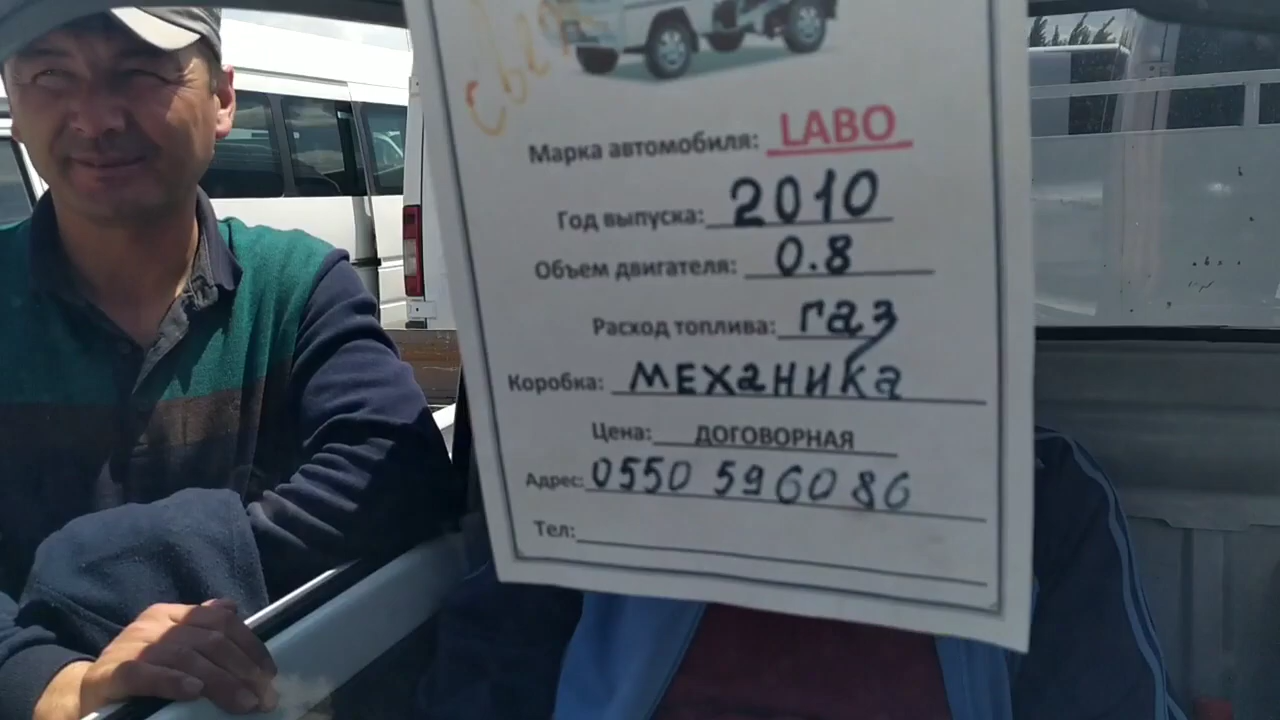 Марка автомобиля: LABO
Год выпуска: 2010
Объем двигателя: 0.8
Расход топлива: газ
Коробка: механика
Цена: ДОГОВОРНАЯ
Адрес: 0550 596086
Тел: